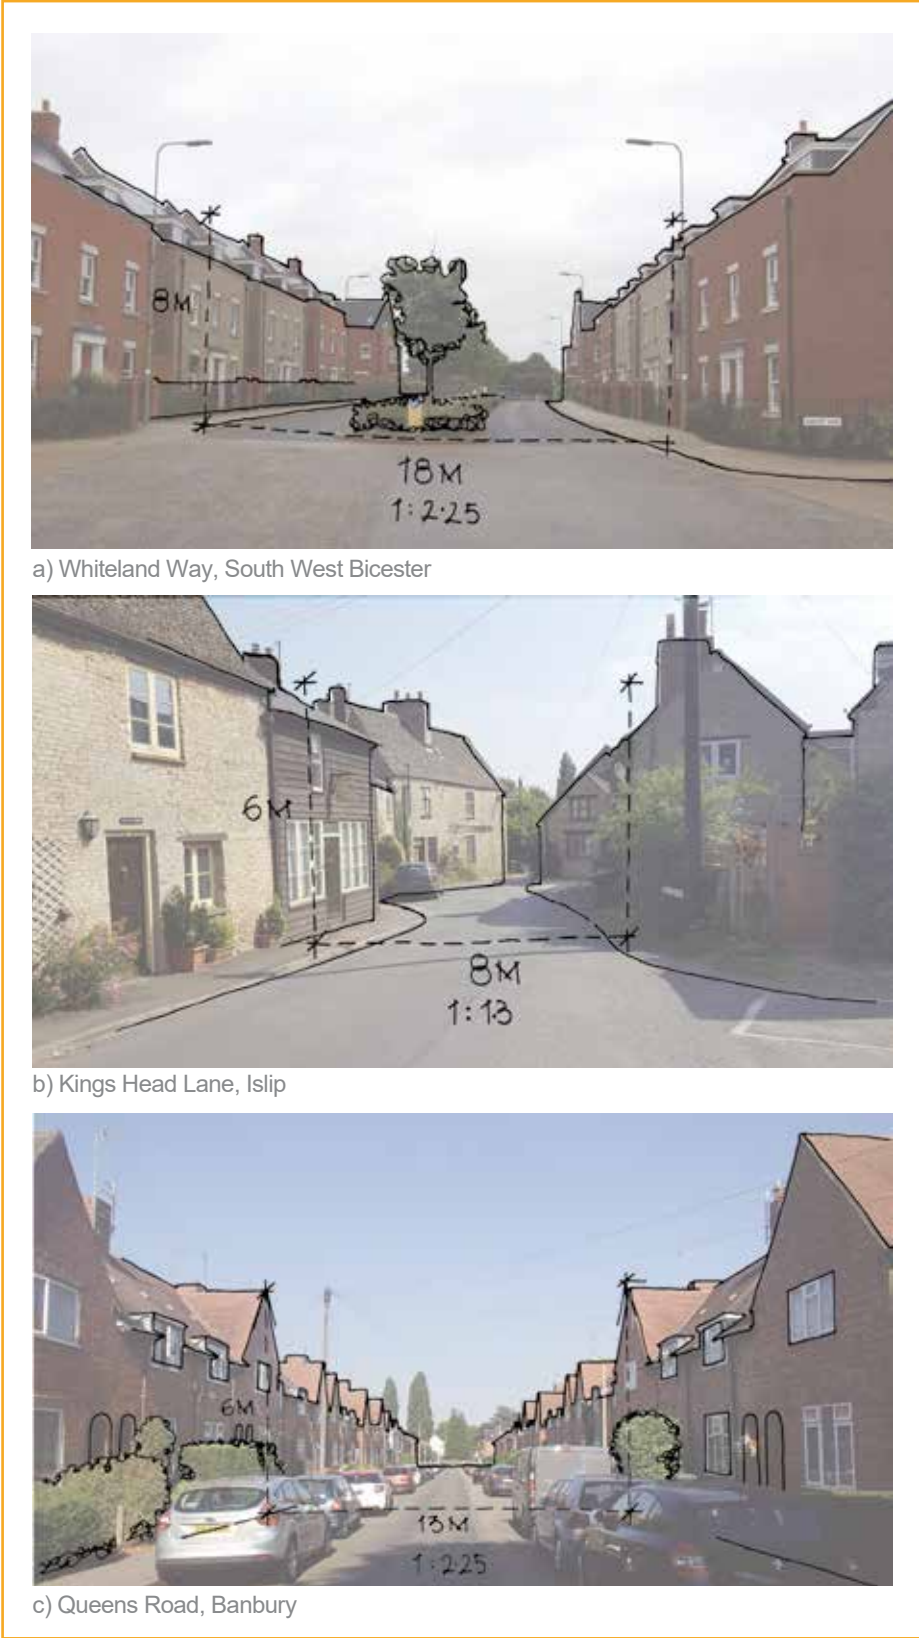 8M
18M
1:2.25
a) Whiteland Way, South West Bicester
6M
8M
1:1.3
b) Kings Head Lane, Islip
6M
13M
1:2.25
c) Queens Road, Banbury